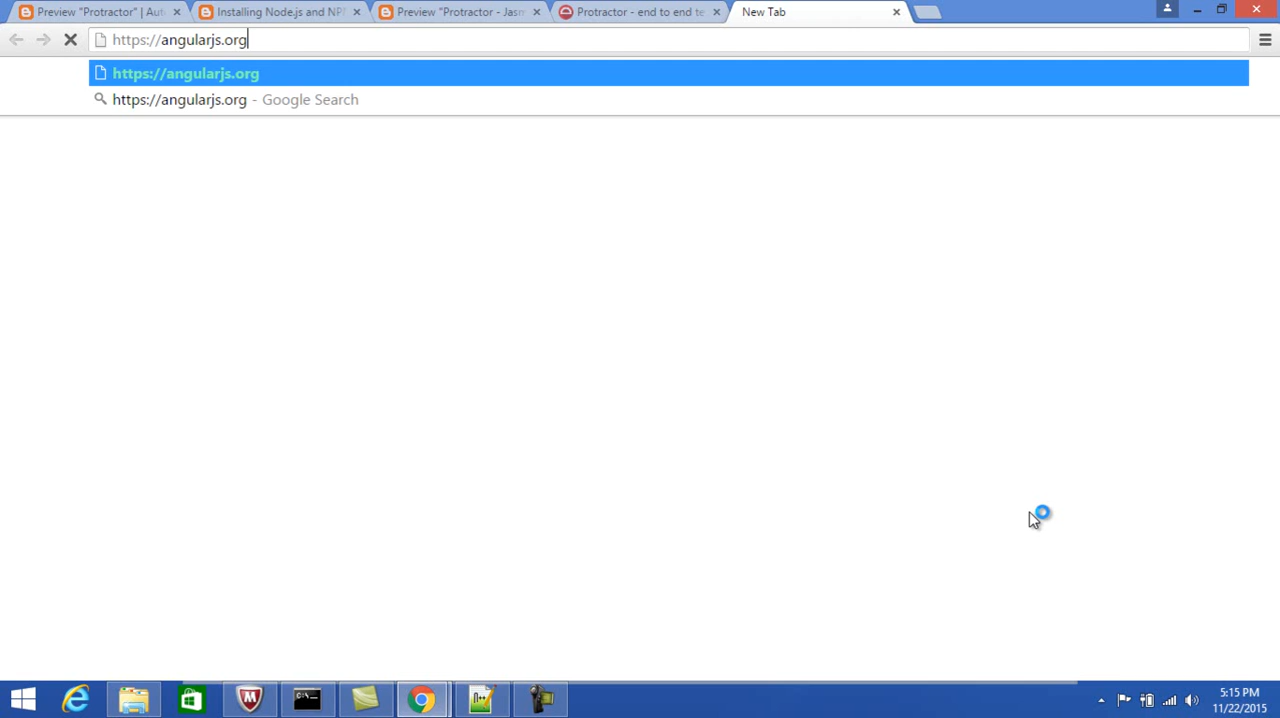 Preview "Protractor" | Aut
Installing Node.js and NP
Preview "Protractor - Jasm
Protractor - end to end te
New Tab
https://angularjs.org
https://angularjs.org
https://angularjs.org - Google Search
5:15 PM
11/22/2015